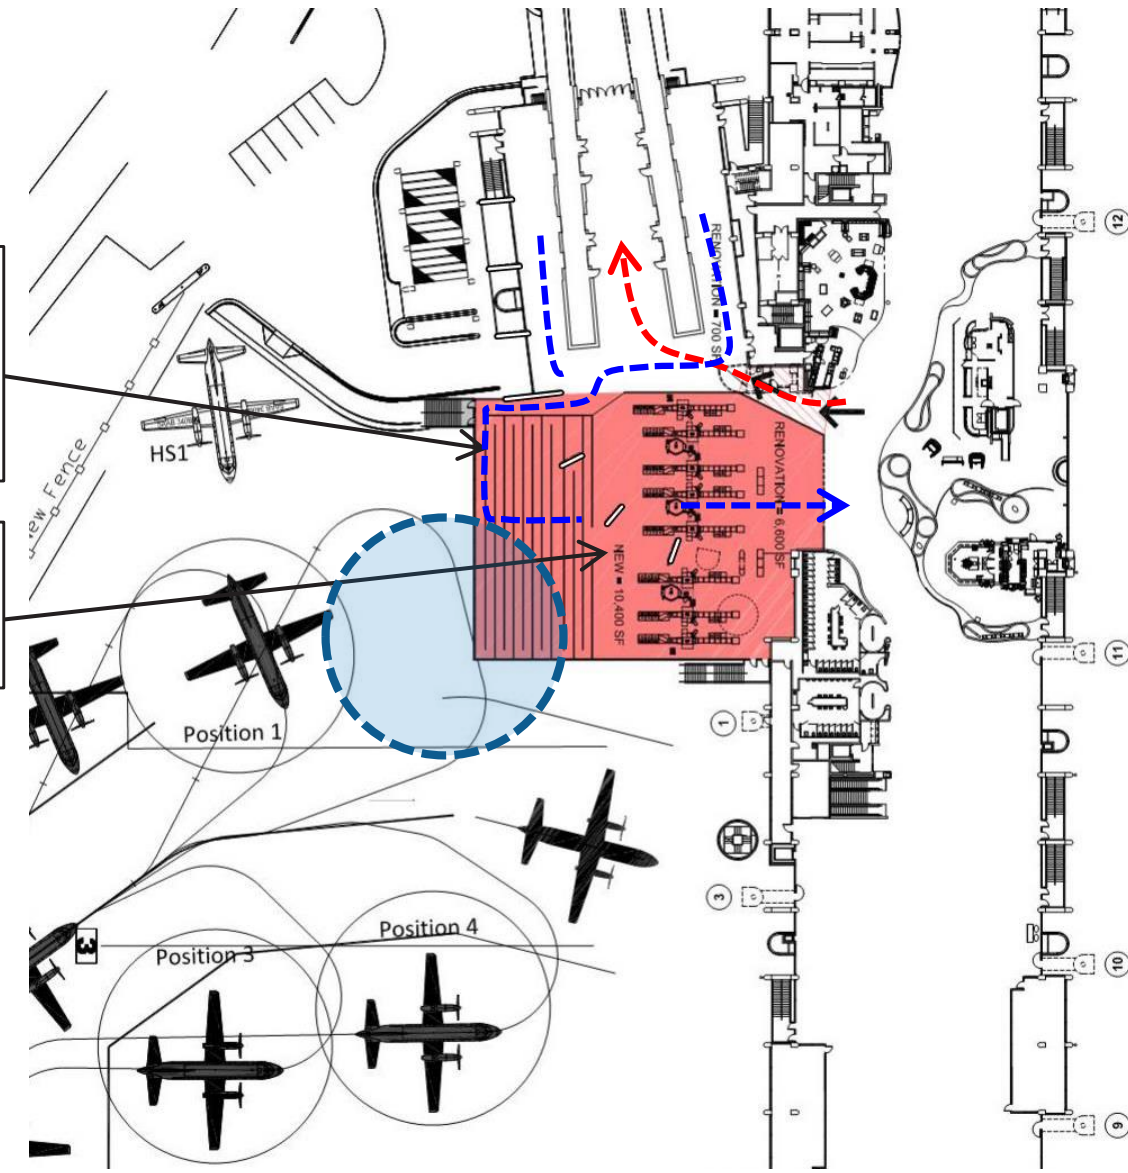 RENOVATION = 700 SF
12
HS1
New Fence
RENOVATION = 6,600 SF
NEW = 10,400 SF
11
1
Position 1
3
Position 4
3
Position 3
10
9